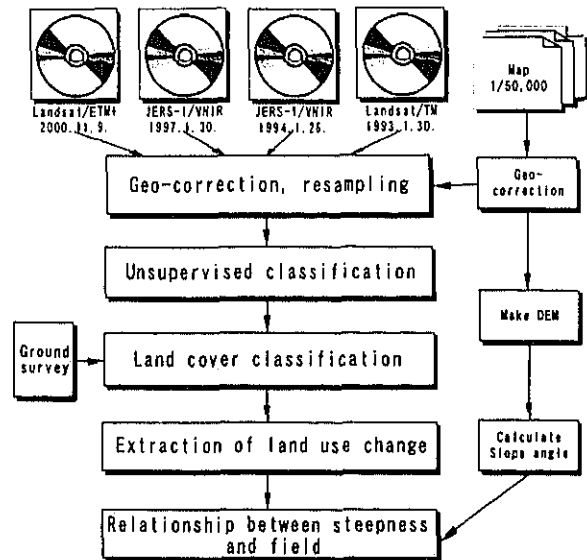 Landsat/ETM+
2000.11.9.
JERS-1/VNIR
1997.1.30.
JERS-1/VNIR
1994.1.26.
Landsat/TM
1993.1.30.
Map
1/50,000
Geo-correction, resampling
Geo-
correction
Unsupervised classification
Make DEM
Ground
survey
Land cover classification
Extraction of land use change
Calculate
Slope angle
Relationship between steepness
and field